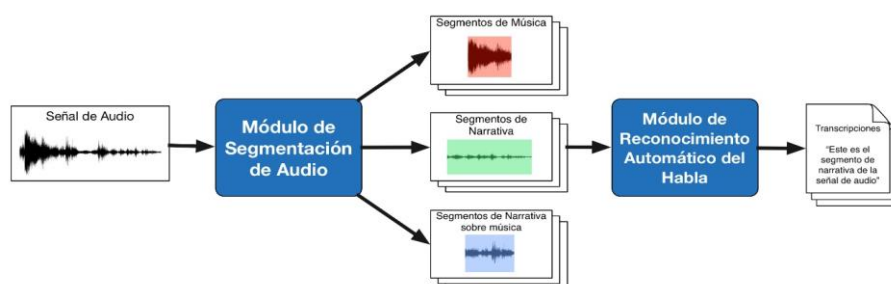 Señal de Audio
Módulo de
Segmentación
de Audio
Segmentos de Música
Segmentos de
Narrativa
Segmentos de Narrativa
sobre música
Módulo de
Reconocimiento
Automático del
Habla
Transcripciones
"Este es el
segmento de
narrativa de la
señal de audio"